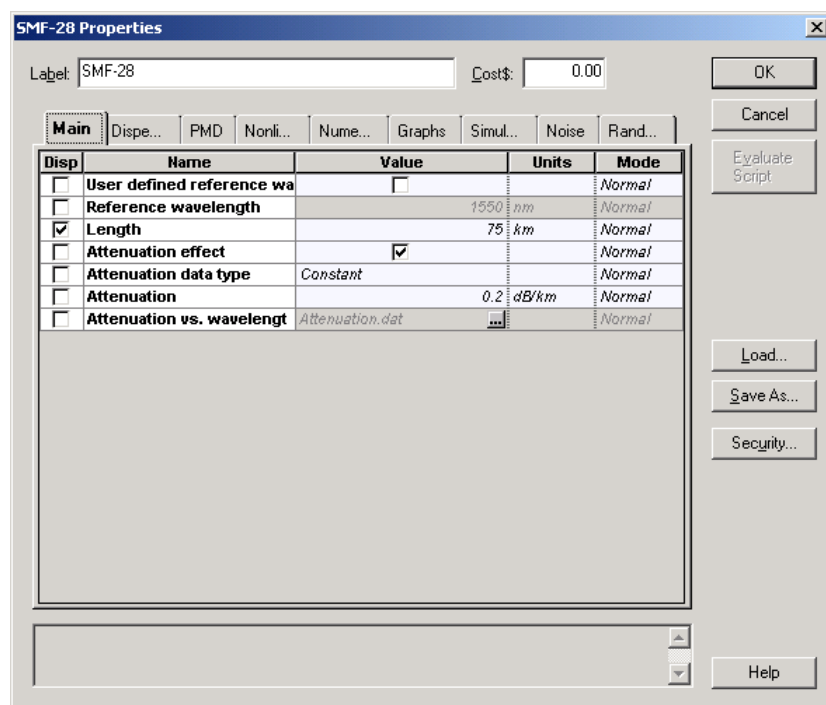 SMF-28 Properties
Label: SMF-28 Cost$: 0.00 OK
Cancel
Evaluate Script
Main Dispe... PMD Nonli... Nume... Graphs Simul... Noise Rand...
Disp Name Value Units Mode
User defined reference wa Normal
Reference wavelength 1550 nm Normal
Length 75 km Normal
Attenuation effect Normal
Attenuation data type Constant Normal
Attenuation 0.2 dB/km Normal
Attenuation vs. wavelengt Attenuation.dat ... Normal
Load...
Save As...
Security...
Help